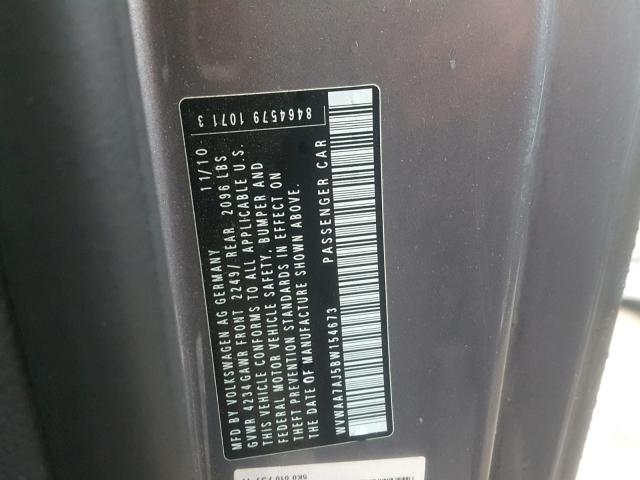 8464579 1071 3
MFD BY VOLKSWAGEN AG GERMANY 11/10
GVWR 4234 GAWR FRONT 2249/ REAR. 2096 LBS
THIS VEHICLE CONFORMS TO ALL APPLICABLE U.S.
FEDERAL MOTOR VEHICLE SAFETY, BUMPER AND
THEFT PREVENTION STANDARDS IN EFFECT ON
DATE OF MANUFACTURE SHOWN ABOVE.
PASSENGER CAR
WVWAA7AJ5BW154673
5K0 010